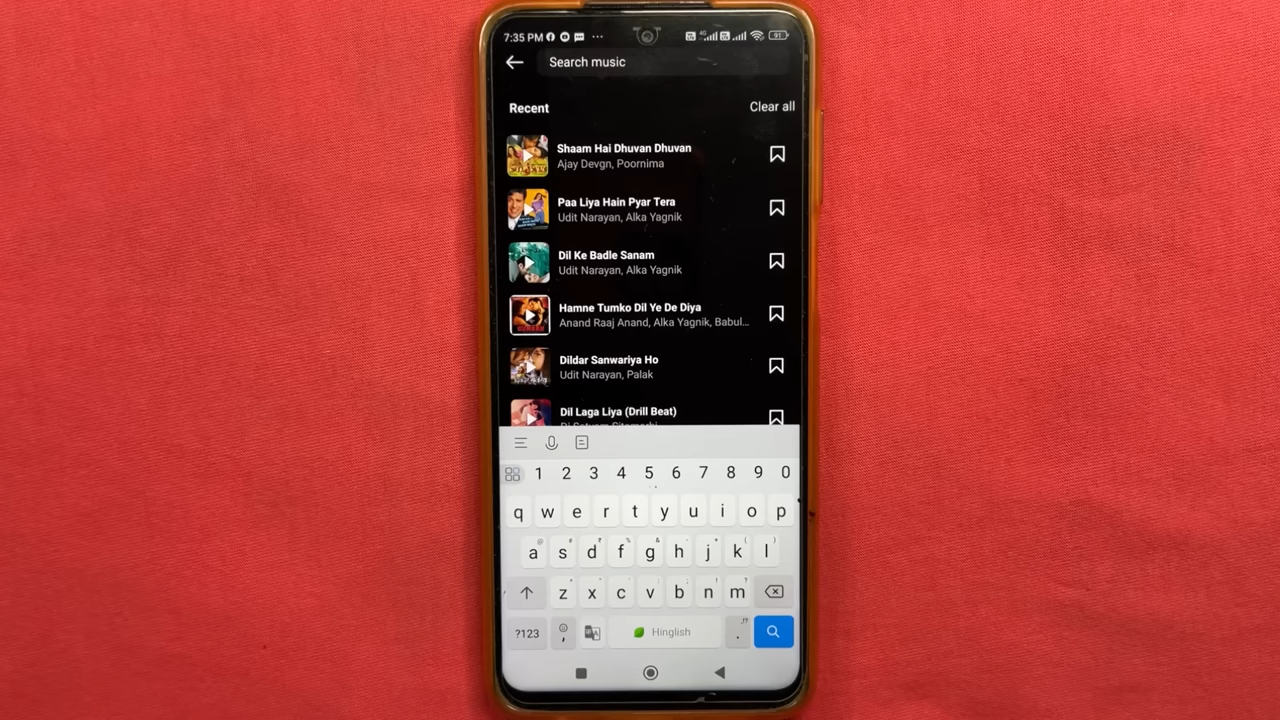 7:35 PM
4G
91
Search music
Recent
Clear all
Shaam Hai Dhuvan Dhuvan
Ajay Devgn, Poornima
Paa Liya Hain Pyar Tera
Udit Narayan, Alka Yagnik
Dil Ke Badle Sanam
Udit Narayan, Alka Yagnik
Hamne Tumko Dil Ye De Diya
Anand Raaj Anand, Alka Yagnik, Babul...
Dildar Sanwariya Ho
Udit Narayan, Palak
Dil Laga Liya (Drill Beat)
1 2 3 4 5 6 7 8 9 0
q w e r t y u i o p
a s d f g h j k l
z x c v b n m
?123 , Hinglish .